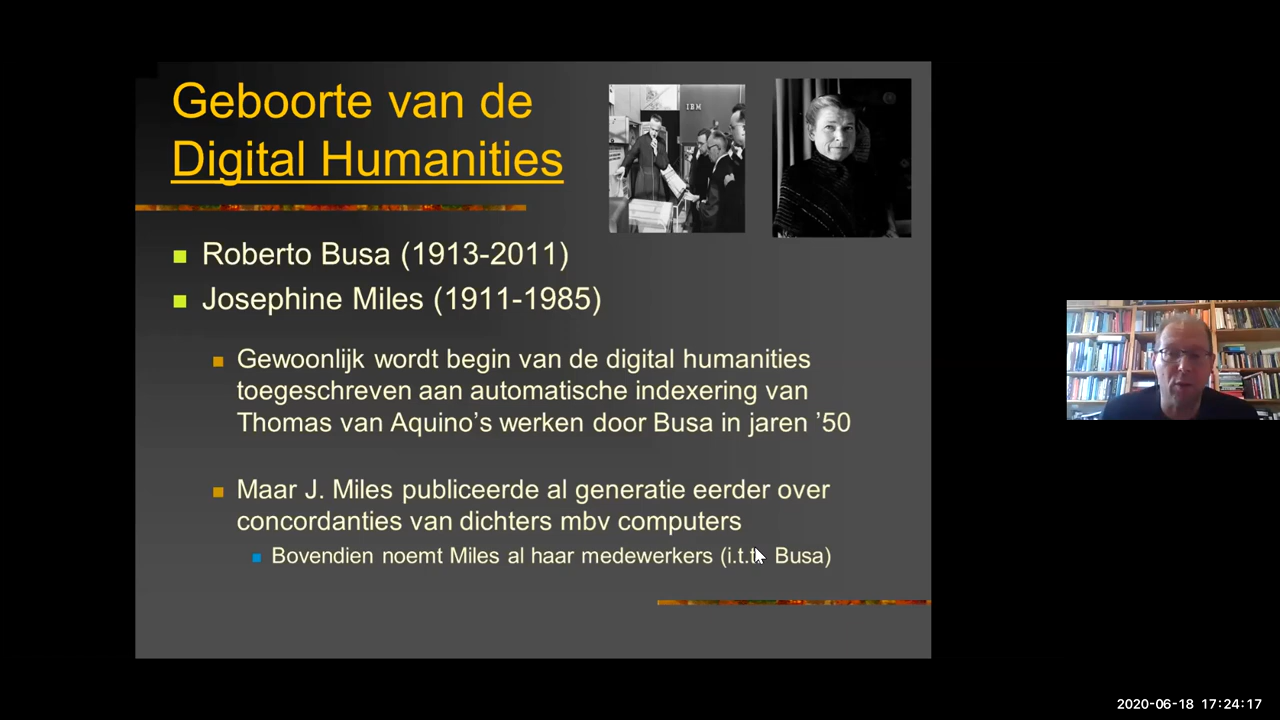 Geboorte van de
Digital Humanities
IBM
Roberto Busa (1913-2011)
Josephine Miles (1911-1985)
Gewoonlijk wordt begin van de digital humanities
toegeschreven aan automatische indexering van
Thomas van Aquino’s werken door Busa in jaren ’50
Maar J. Miles publiceerde al generatie eerder over
concordanties van dichters mbv computers
Bovendien noemt Miles al haar medewerkers (i.t.t. Busa)
2020-06-18 17:24:17